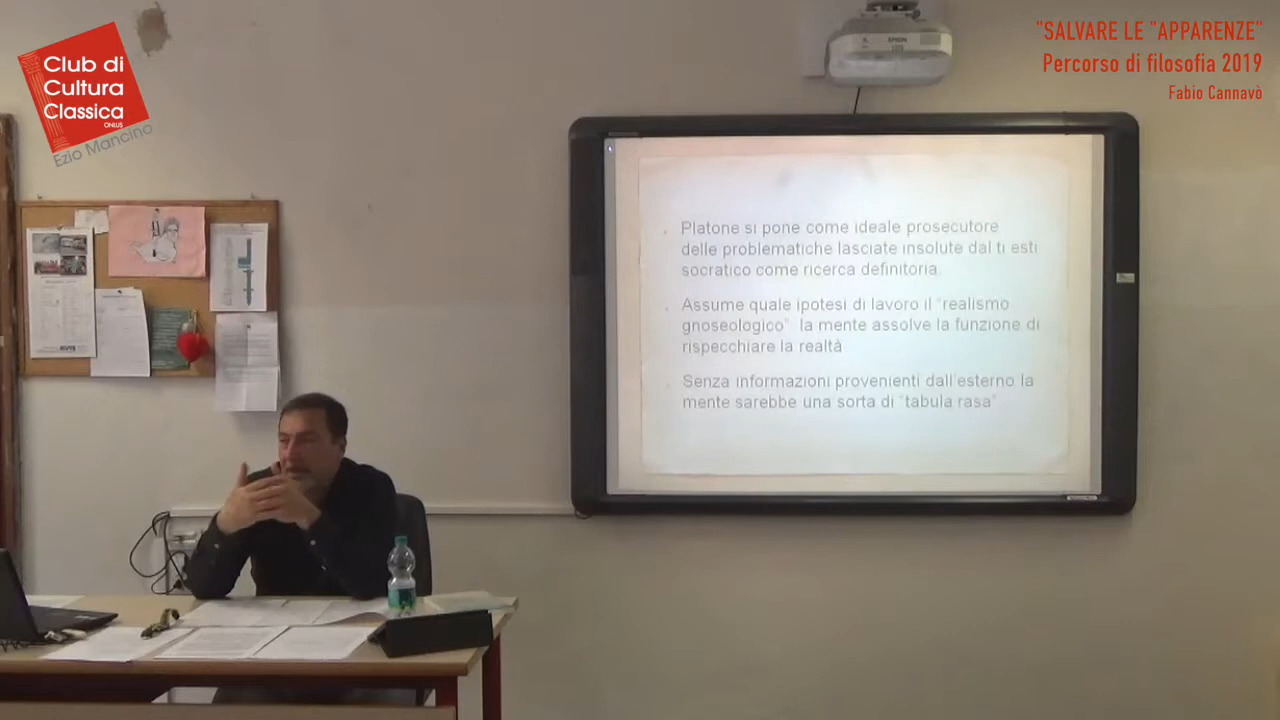 Club di
Cultura
Classica
ONLUS
Ezio Mancino
"SALVARE LE "APPARENZE"
Percorso di filosofia 2019
Fabio Cannavò
EPSON
Platone si pone come ideale prosecutore
delle problematiche lasciate insolute dal ti esti
socratico come ricerca definitoria.
Assume quale ipotesi di lavoro il "realismo
gnoseologico" la mente assolve la funzione di
rispecchiare la realtà
Senza informazioni provenienti dall'esterno la
mente sarebbe una sorta di "tabula rasa"